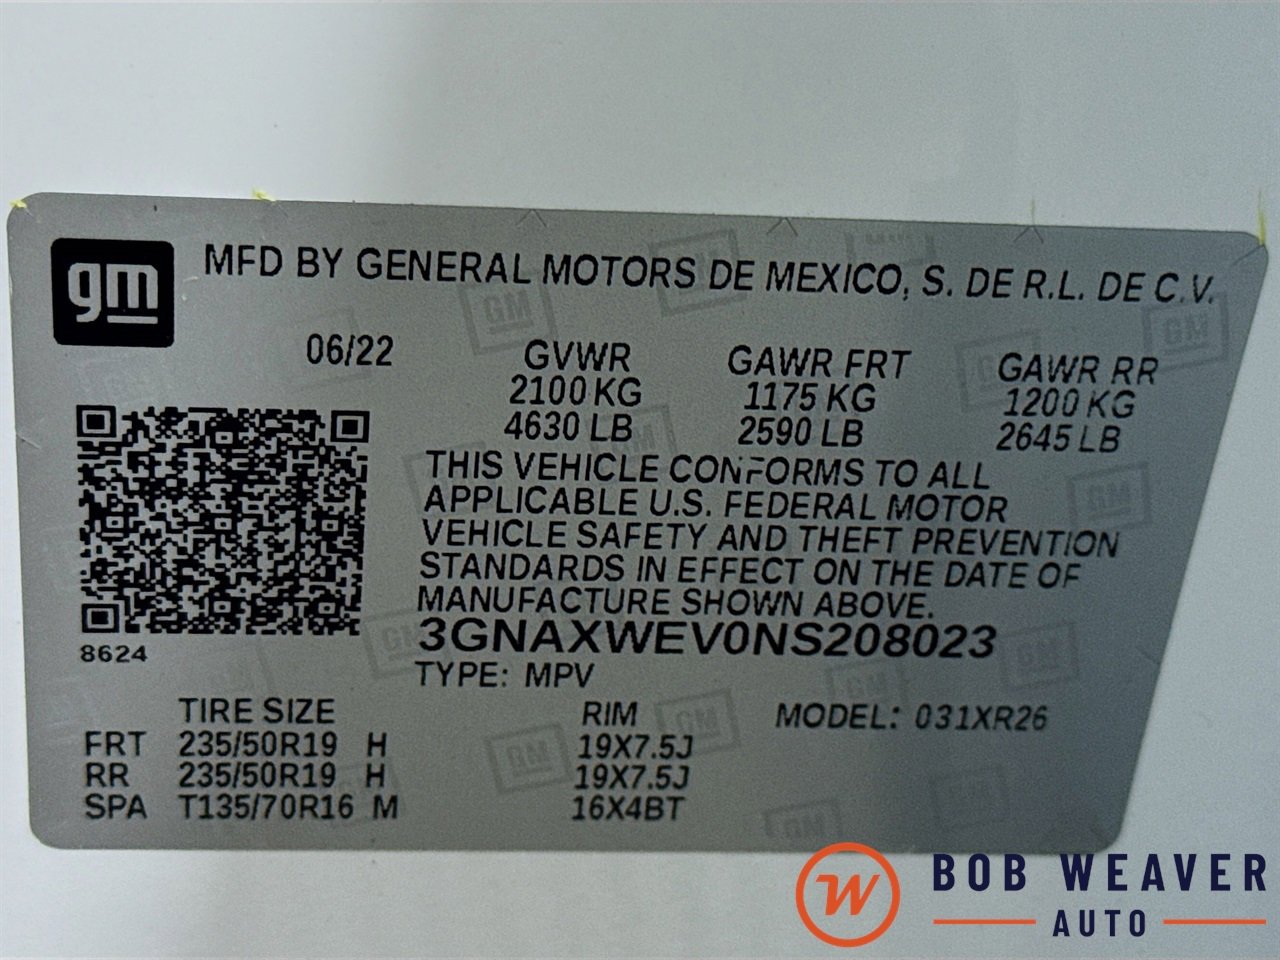 gm MFD BY GENERAL MOTORS DE MEXICO, S. DE R.L. DE C.V.
06/22 GVWR GAWR FRT GAWR RR
2100 KG 1175 KG 1200 KG
4630 LB 2590 LB 2645 LB
THIS VEHICLE CONFORMS TO ALL
APPLICABLE U.S. FEDERAL MOTOR
VEHICLE SAFETY AND THEFT PREVENTION
STANDARDS IN EFFECT ON THE DATE OF
MANUFACTURE SHOWN ABOVE.
3GNAXWEV0NS208023
8624
TYPE: MPV
TIRE SIZE RIM MODEL: 031XR26
FRT 235/50R19 H 19X7.5J
RR 235/50R19 H 19X7.5J
SPA T135/70R16 M 16X4BT
BOB WEAVER
AUTO